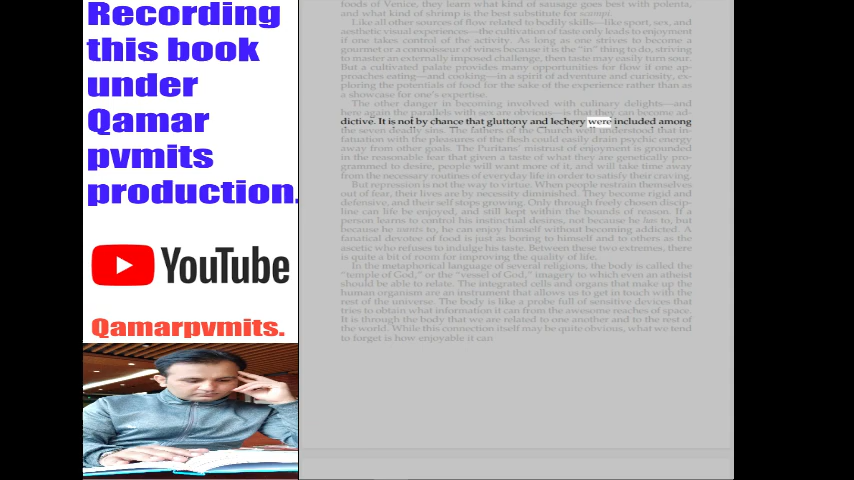 Recording
this book
under
Qamar
pvmits
production.
YouTube
Qamarpvmits.
foods of Venice, they learn what kind of sausage goes best with polenta,
and what kind of shrimp is the best substitute for scampi.
Like all other sources of flow related to bodily skills—like sport, sex, and
aesthetic visual experiences—the cultivation of taste only leads to enjoyment
if one takes control of the activity. As long as one strives to become a
gourmet or a connoisseur of wines because it is the “in” thing to do, striving
to master an externally imposed challenge, then taste may easily turn sour.
But a cultivated palate provides many opportunities for flow if one ap-
proaches eating—and cooking—in a spirit of adventure and curiosity, ex-
ploring the potentials of food for the sake of the experience rather than as
a showcase for one’s expertise.
The other danger in becoming involved with culinary delights—and
here again the parallels with sex are obvious—is that they can become ad-
dictive. It is not by chance that gluttony and lechery were included among
the seven deadly sins. The fathers of the Church well understood that in-
fatuation with the pleasures of the flesh could easily drain psychic energy
away from other goals. The Puritans’ mistrust of enjoyment is grounded
in the reasonable fear that given a taste of what they are genetically pro-
grammed to desire, people will want more of it, and will take time away
from the necessary routines of everyday life in order to satisfy their craving.
But repression is not the way to virtue. When people restrain themselves
out of fear, their lives are by necessity diminished. They become rigid and
defensive, and their self stops growing. Only through freely chosen discip-
line can life be enjoyed, and still kept within the bounds of reason. If a
person learns to control his instinctual desires, not because he has to, but
because he wants to, he can enjoy himself without becoming addicted. A
fanatical devotee of food is just as boring to himself and to others as the
ascetic who refuses to indulge his taste. Between these two extremes, there
is quite a bit of room for improving the quality of life.
In the metaphorical language of several religions, the body is called the
“temple of God,” or the “vessel of God,” imagery to which even an atheist
should be able to relate. The integrated cells and organs that make up the
human organism are an instrument that allows us to get in touch with the
rest of the universe. The body is like a probe full of sensitive devices that
tries to obtain what information it can from the awesome reaches of space.
It is through the body that we are related to one another and to the rest of
the world. While this connection itself may be quite obvious, what we tend
to forget is how enjoyable it can